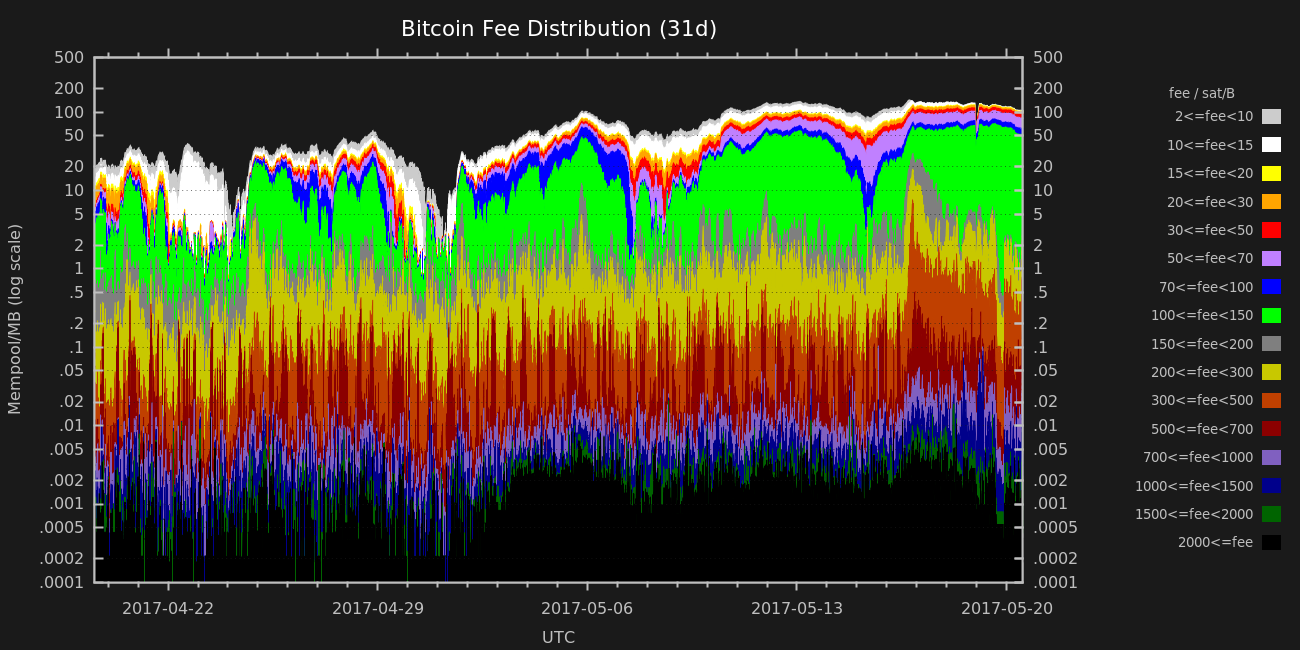 Bitcoin Fee Distribution (31d)
Mempool/MB (log scale)
500
200
100
50
20
10
5
2
1
.5
.2
.1
.05
.02
.01
.005
.002
.001
.0005
.0002
.0001
500
200
100
50
20
10
5
2
1
.5
.2
.1
.05
.02
.01
.005
.002
.001
.0005
.0002
.0001
2017-04-22
2017-04-29
2017-05-06
2017-05-13
2017-05-20
UTC
fee / sat/B
2<=fee<10
10<=fee<15
15<=fee<20
20<=fee<30
30<=fee<50
50<=fee<70
70<=fee<100
100<=fee<150
150<=fee<200
200<=fee<300
300<=fee<500
500<=fee<700
700<=fee<1000
1000<=fee<1500
1500<=fee<2000
2000<=fee